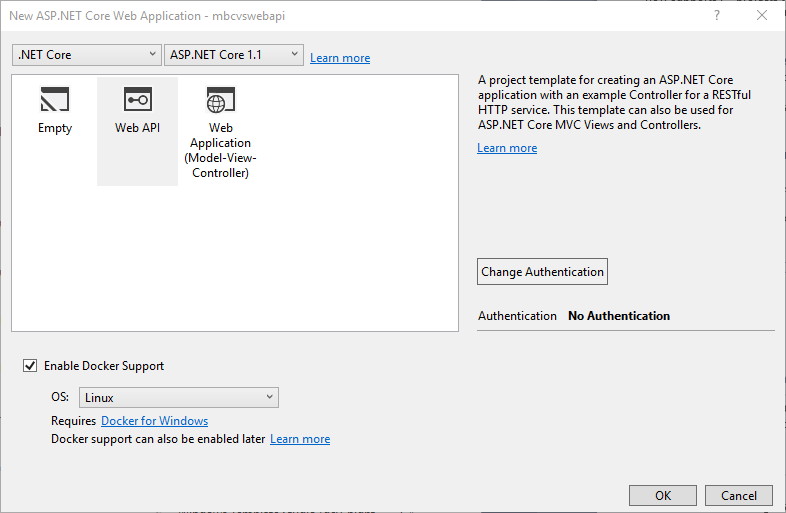 New ASP.NET Core Web Application - mbcvswebapi
.NET Core
ASP.NET Core 1.1
Learn more
Empty
Web API
Web
Application
(Model-View-
Controller)
A project template for creating an ASP.NET Core
application with an example Controller for a RESTful
HTTP service. This template can also be used for
ASP.NET Core MVC Views and Controllers.
Learn more
Change Authentication
Authentication No Authentication
Enable Docker Support
OS: Linux
Requires Docker for Windows
Docker support can also be enabled later Learn more
OK
Cancel